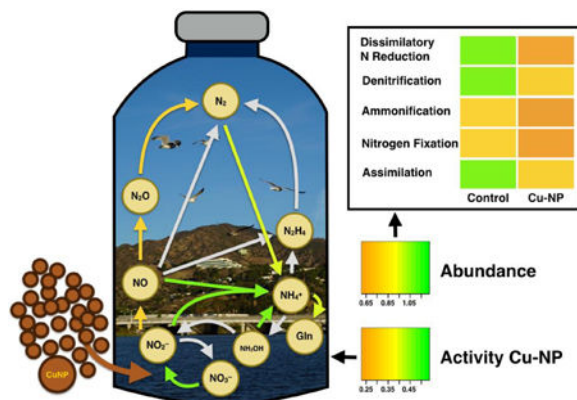 N₂
N₂O
N₂H₄
NO
NH₄⁺
NO₂⁻
NH₂OH
Gln
NO₃⁻
CuNP
Dissimilatory
N Reduction
Denitrification
Ammonification
Nitrogen Fixation
Assimilation
Control Cu-NP
Abundance
0.65 0.85 1.05
Activity Cu-NP
0.25 0.35 0.45